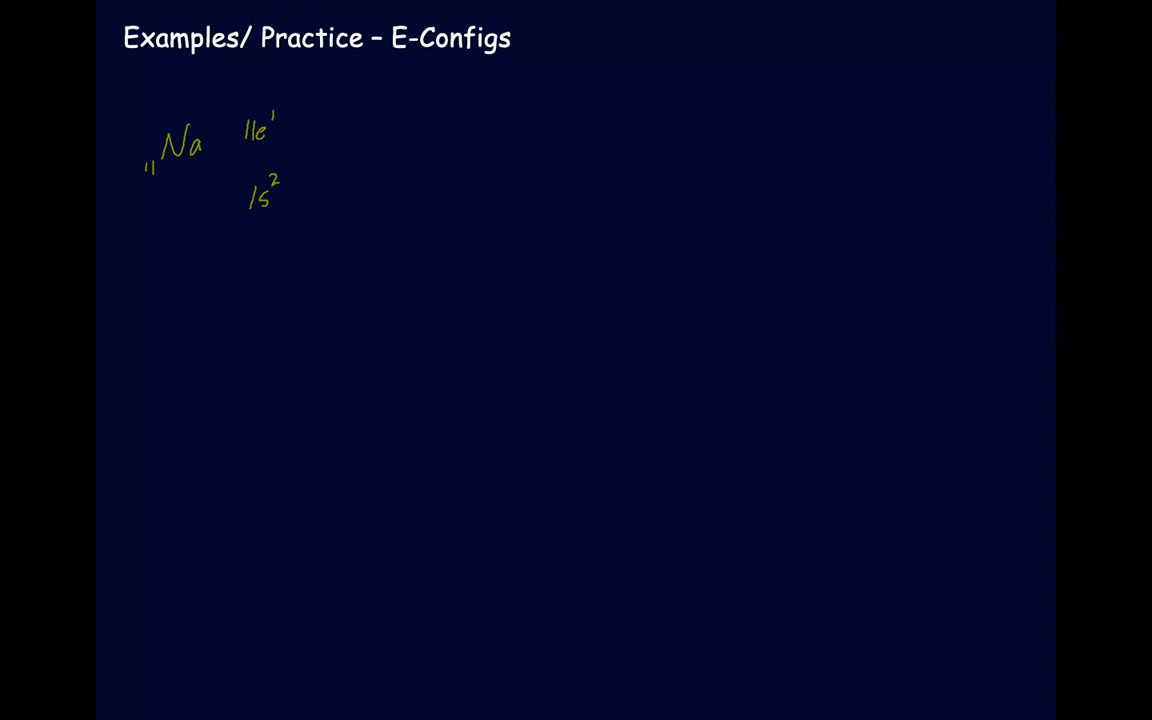 Examples/ Practice – E-Configs
₁₁Na 11e'
1s²